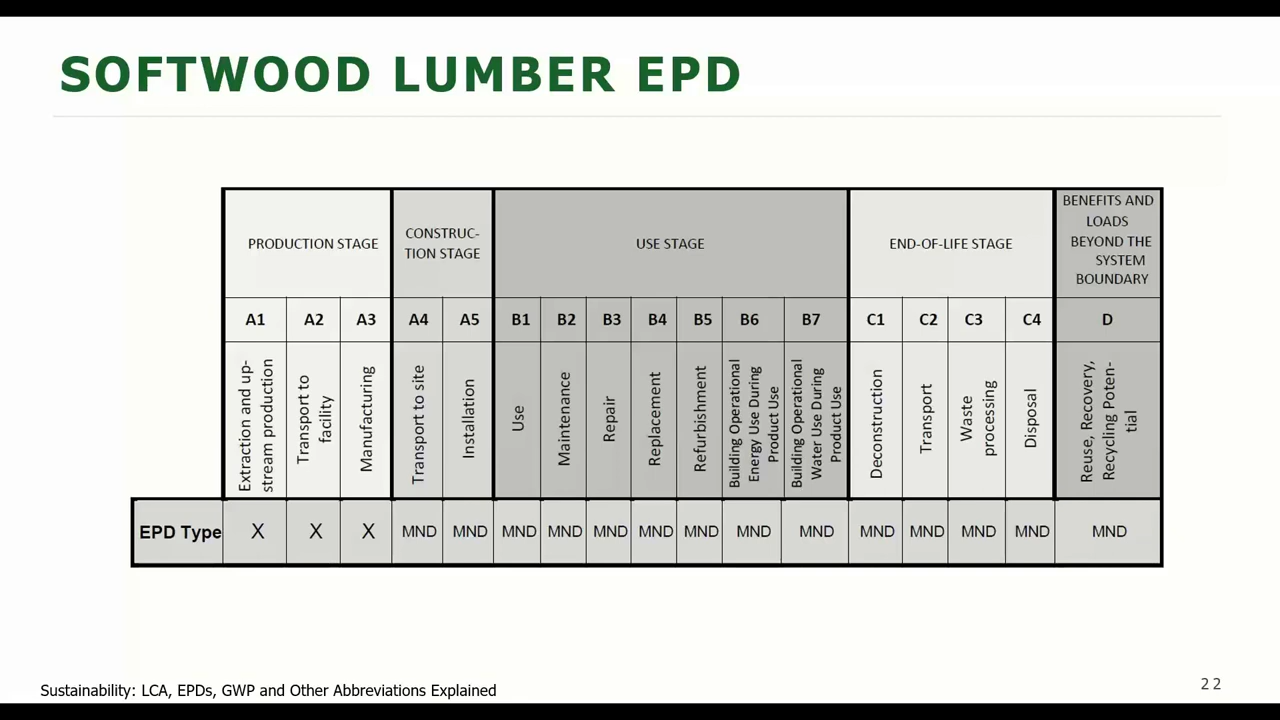 SOFTWOOD LUMBER EPD
PRODUCTION STAGE
CONSTRUC-
TION STAGE
USE STAGE
END-OF-LIFE STAGE
BENEFITS AND
LOADS
BEYOND THE
SYSTEM
BOUNDARY
A1 A2 A3 A4 A5 B1 B2 B3 B4 B5 B6 B7 C1 C2 C3 C4 D
Extraction and up-
stream production
Transport to
facility
Manufacturing
Transport to site
Installation
Use
Maintenance
Repair
Replacement
Refurbishment
Building Operational
Energy Use During
Product Use
Building Operational
Water Use During
Product Use
Deconstruction
Transport
Waste
processing
Disposal
Reuse, Recovery,
Recycling Poten-
tial
EPD Type X X X MND MND MND MND MND MND MND MND MND MND MND MND MND MND
Sustainability: LCA, EPDs, GWP and Other Abbreviations Explained
22